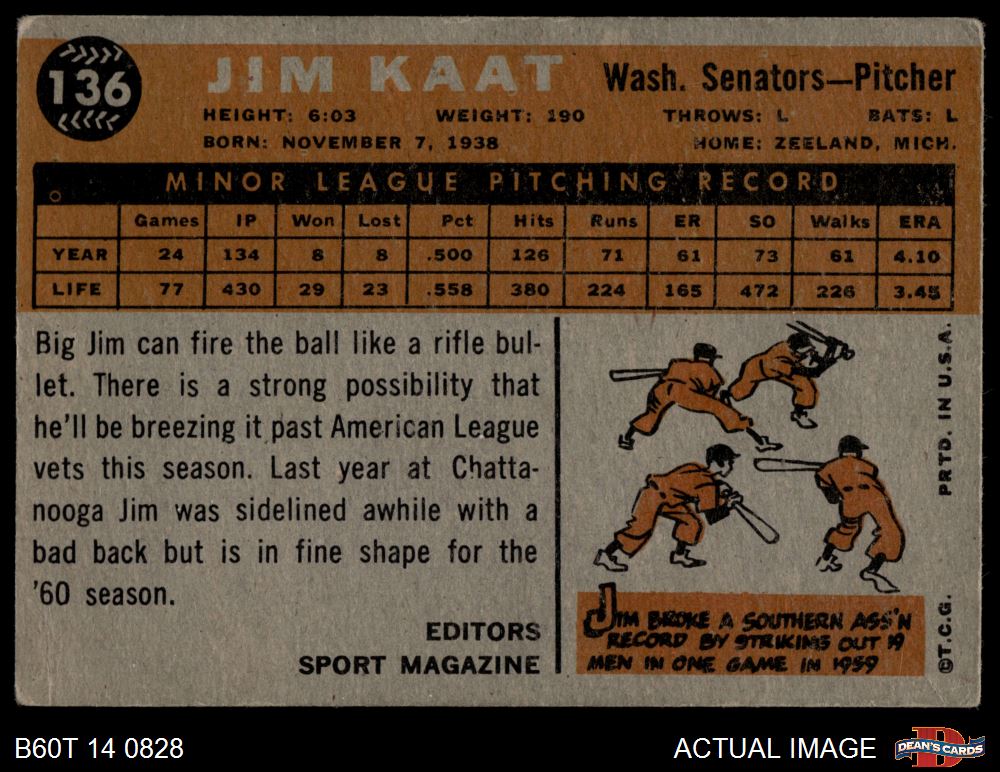 136
JIM KAAT
Wash. Senators—Pitcher
HEIGHT: 6:03 WEIGHT: 190 THROWS: L BATS: L
BORN: NOVEMBER 7, 1938 HOME: ZEELAND, MICH.
MINOR LEAGUE PITCHING RECORD
Games IP Won Lost Pct Hits Runs ER SO Walks ERA
YEAR 24 134 8 8 .500 126 71 61 73 61 4.10
LIFE 77 430 29 23 .558 380 224 165 472 226 3.45
Big Jim can fire the ball like a rifle bul-
let. There is a strong possibility that
he'll be breezing it past American League
vets this season. Last year at Chatta-
nooga Jim was sidelined awhile with a
bad back but is in fine shape for the
'60 season.
EDITORS
SPORT MAGAZINE
JIM BROKE A SOUTHERN ASS'N
RECORD BY STRIKING OUT 19
MEN IN ONE GAME IN 1959
©T.C.G. PRTD. IN U.S.A.
B60T 14 0828
ACTUAL IMAGE
D
DEAN'S CARDS